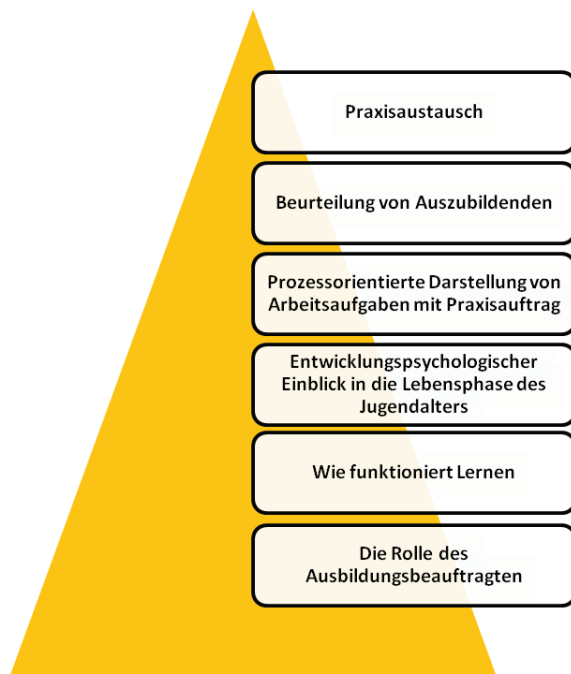 Praxisaustausch
Beurteilung von Auszubildenden
Prozessorientierte Darstellung von
Arbeitsaufgaben mit Praxisauftrag
Entwicklungspsychologischer
Einblick in die Lebensphase des
Jugendalters
Wie funktioniert Lernen
Die Rolle des
Ausbildungsbeauftragten